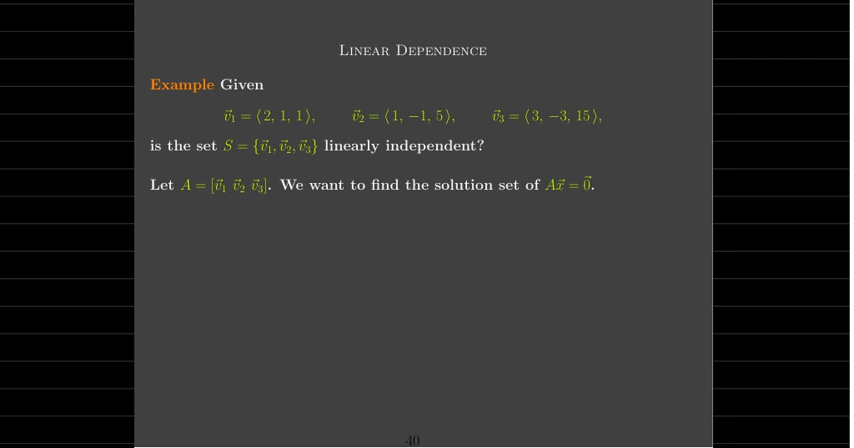 Linear Dependence
Example Given
v⃗₁ = ⟨2, 1, 1⟩, v⃗₂ = ⟨1, −1, 5⟩, v⃗₃ = ⟨3, −3, 15⟩,
is the set S = {v⃗₁, v⃗₂, v⃗₃} linearly independent?
Let A = [v⃗₁ v⃗₂ v⃗₃]. We want to find the solution set of Ax⃗ = 0⃗.
40